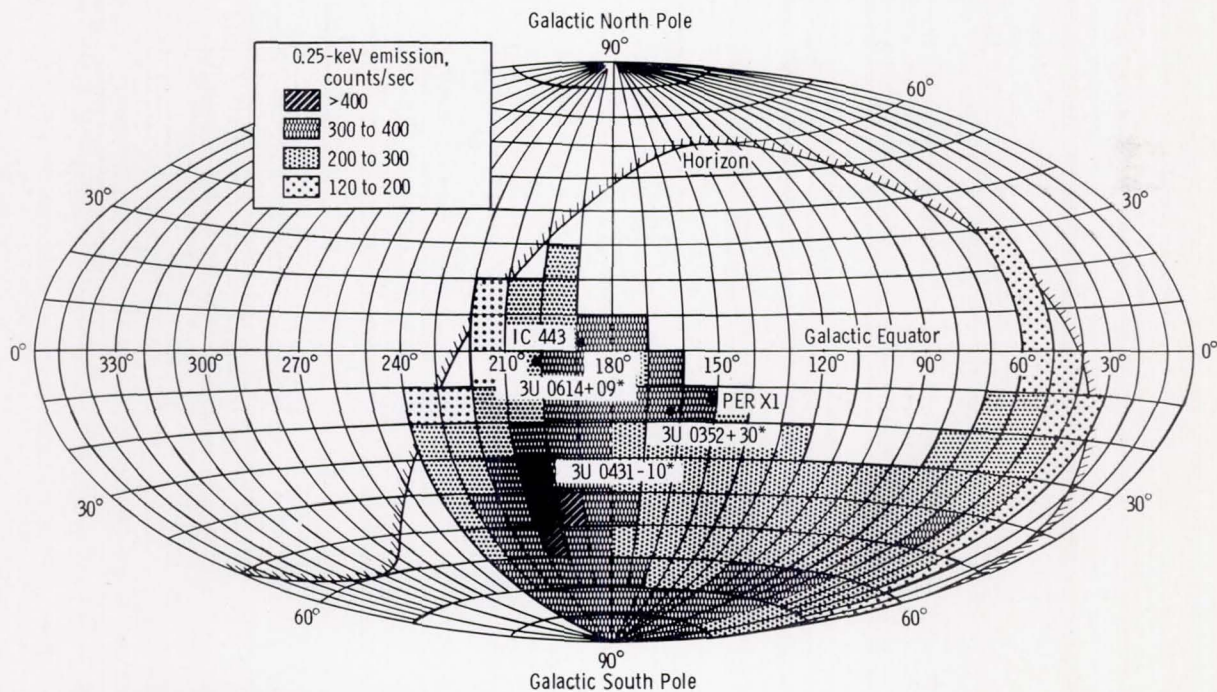 Galactic North Pole
90°
0.25-keV emission,
counts/sec
>400
300 to 400
200 to 300
120 to 200
60°
Horizon
30°
30°
IC 443
Galactic Equator
0°
330°
300°
270°
240°
210°
180°
150°
120°
90°
60°
30°
0°
3U 0614+09*
PER X1
3U 0352+30*
3U 0431-10*
30°
30°
60°
60°
90°
Galactic South Pole